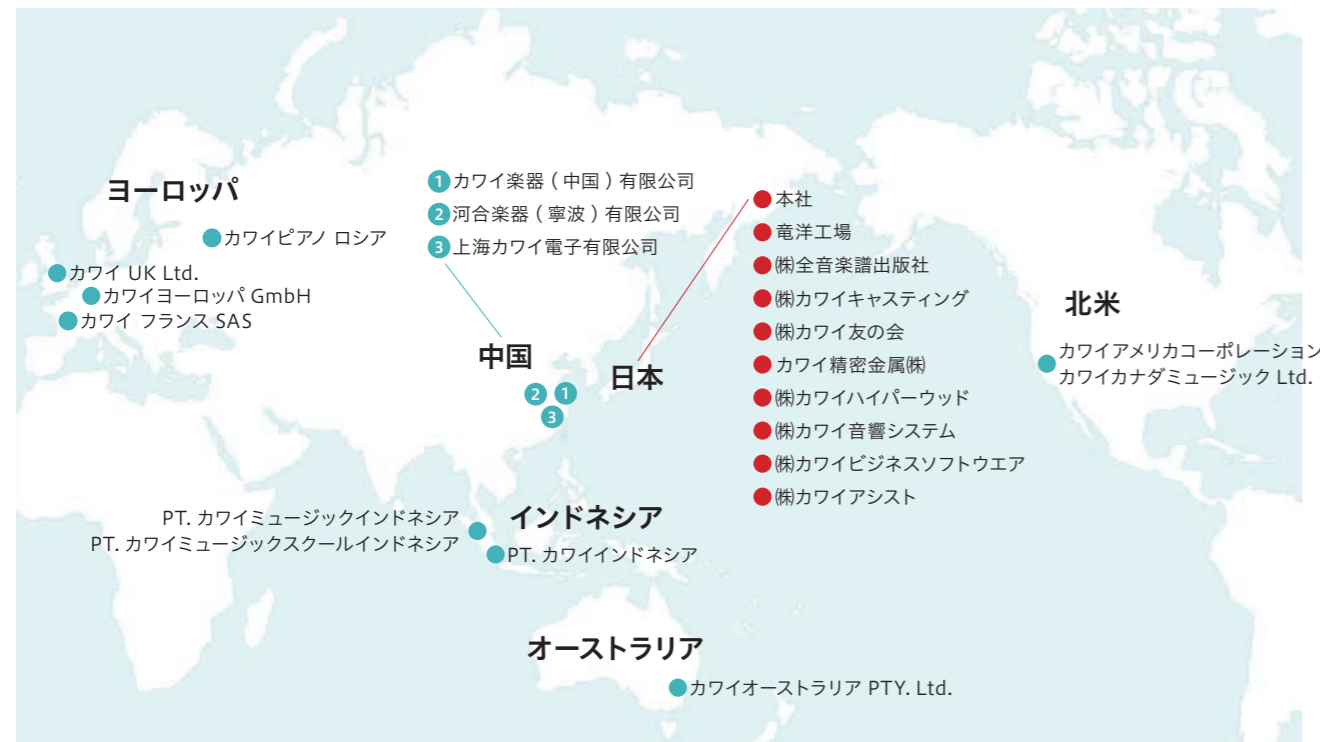 ヨーロッパ
カワイピアノ ロシア
カワイ UK Ltd.
カワイヨーロッパ GmbH
カワイ フランス SAS
1 カワイ楽器 ( 中国 ) 有限公司
2 河合楽器 ( 寧波 ) 有限公司
3 上海カワイ電子有限公司
中国
2 1
3
日本
本社
竜洋工場
㈱全音楽譜出版社
㈱カワイキャスティング
㈱カワイ友の会
カワイ精密金属㈱
㈱カワイハイパーウッド
㈱カワイ音響システム
㈱カワイビジネスソフトウエア
㈱カワイアシスト
北米
カワイアメリカコーポレーション
カワイカナダミュージック Ltd.
インドネシア
PT. カワイミュージックインドネシア
PT. カワイミュージックスクールインドネシア
PT. カワイインドネシア
オーストラリア
カワイオーストラリア PTY. Ltd.